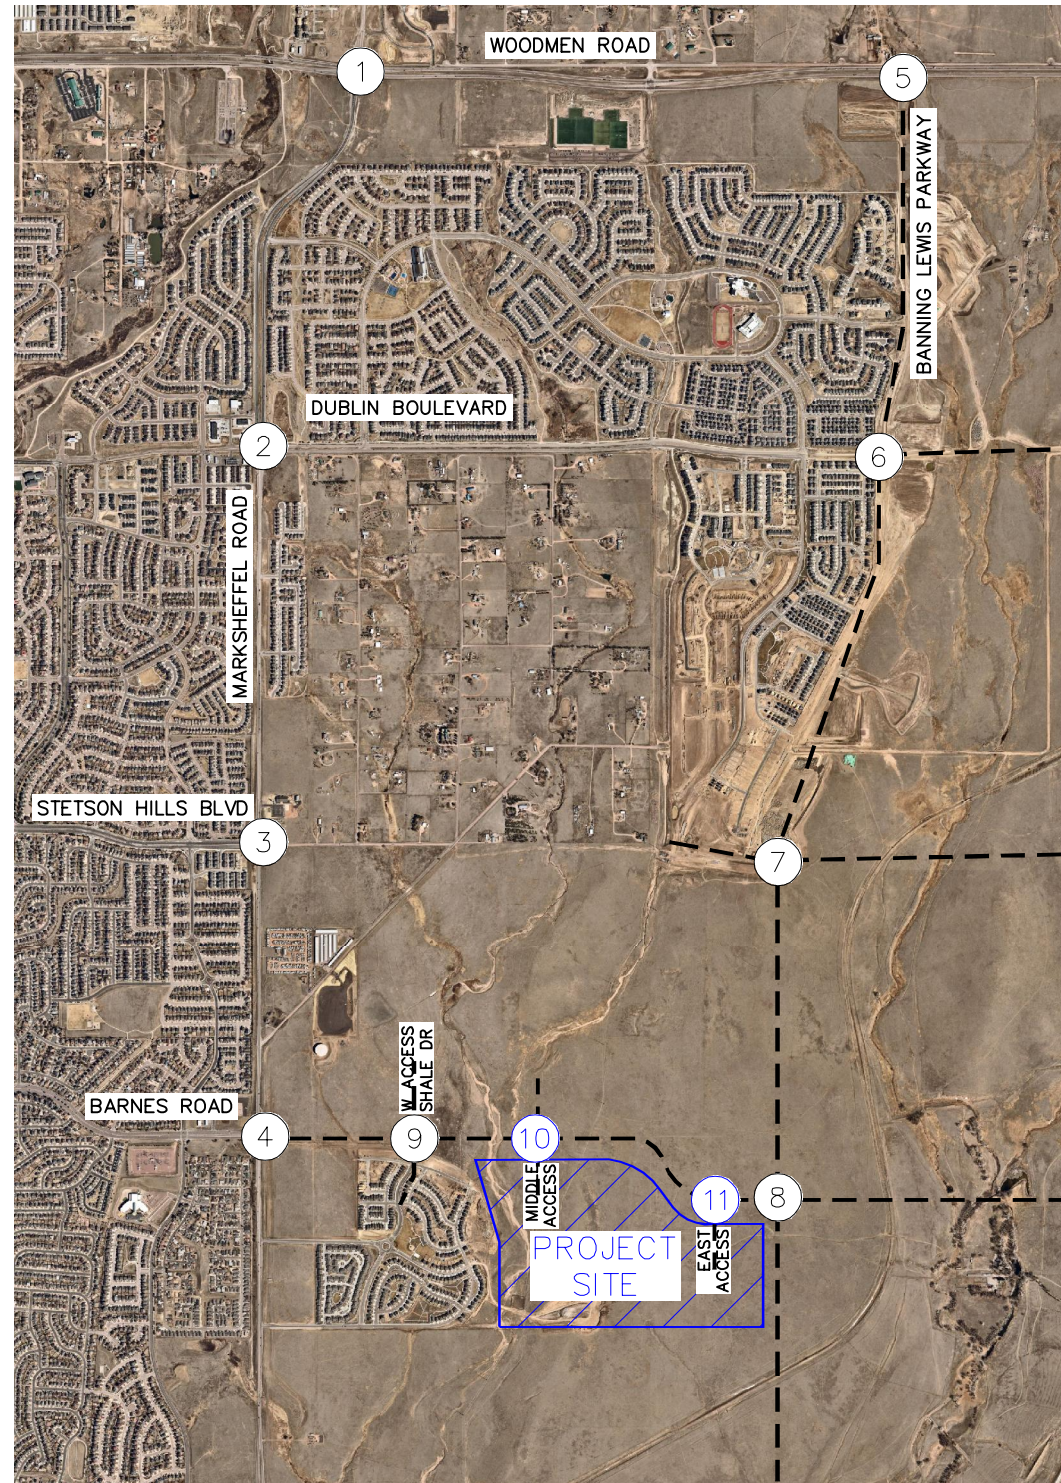 WOODMEN ROAD
1
5
BANNING LEWIS PARKWAY
DUBLIN BOULEVARD
2
6
MARKSHEFFEL ROAD
STETSON HILLS BLVD
3
7
W ACCESS
SHALE DR
BARNES ROAD
4
9
10
MIDDLE
ACCESS
11
8
EAST
ACCESS
PROJECT
SITE